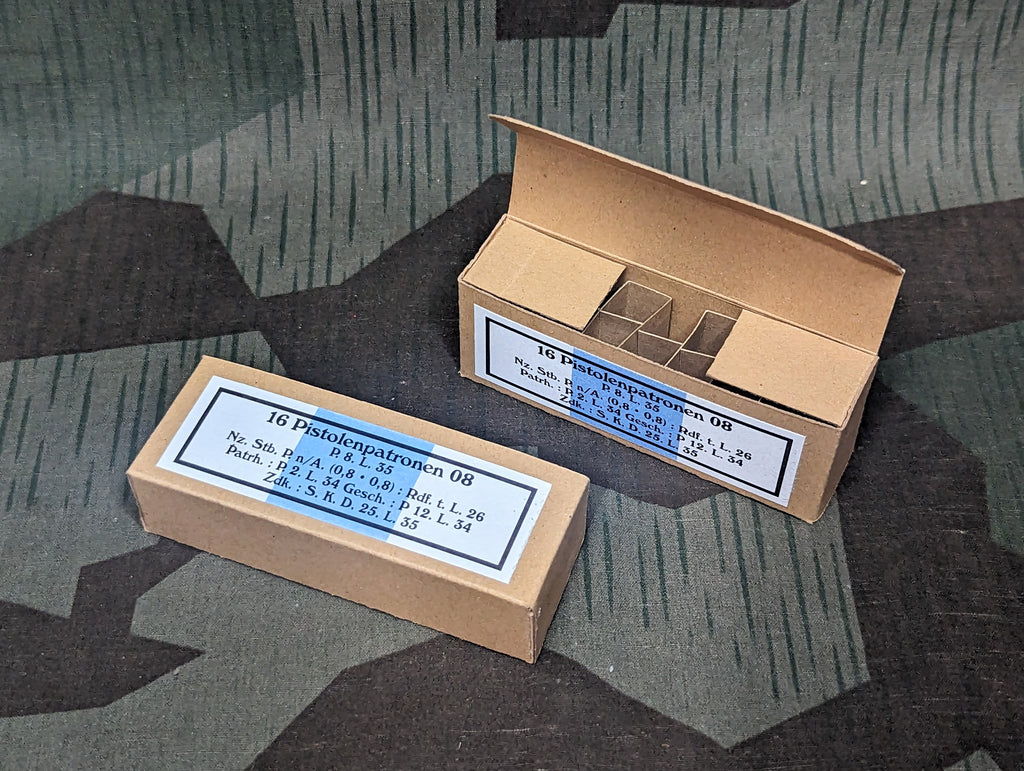 16 Pistolenpatronen 08
P. 8. L. 35
Nz. Stb. P. n/A. (0,8 • 0,8) : Rdf. t. L. 26
Patrh. : P. 2. L. 34 Gesch. : P. 12. L. 34
Zdk. : S. K. D. 25. L. 35
16 Pistolenpatronen 08
P. 8. L. 35
Nz. Stb. P. n/A. (0,8 • 0,8) : Rdf. t. L. 26
Patrh. : P. 2. L. 34 Gesch. : P. 12. L. 34
Zdk. : S. K. D. 25. L. 35